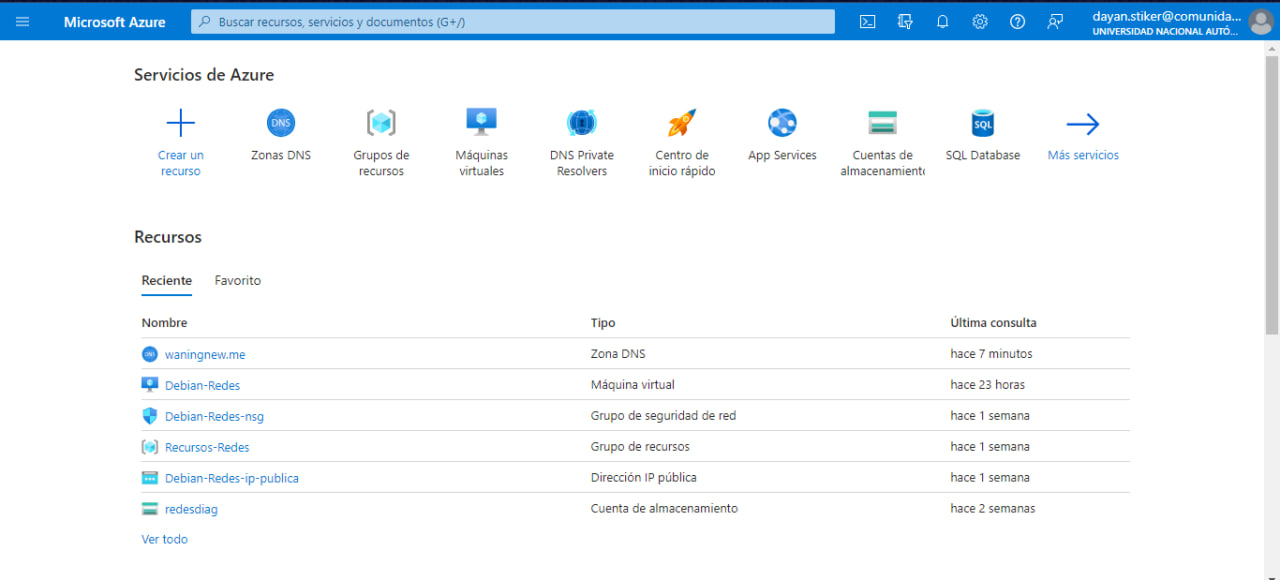 Microsoft Azure
Buscar recursos, servicios y documentos (G+/)
dayan.stiker@comunida...
UNIVERSIDAD NACIONAL AUTÓ...
Servicios de Azure
Crear un
recurso
DNS
Zonas DNS
Grupos de
recursos
Máquinas
virtuales
DNS Private
Resolvers
Centro de
inicio rápido
App Services
Cuentas de
almacenamiento
SQL
SQL Database
Más servicios
Recursos
Reciente Favorito
Nombre Tipo Última consulta
DNS waningnew.me Zona DNS hace 7 minutos
Debian-Redes Máquina virtual hace 23 horas
Debian-Redes-nsg Grupo de seguridad de red hace 1 semana
Recursos-Redes Grupo de recursos hace 1 semana
Debian-Redes-ip-publica Dirección IP pública hace 1 semana
redesdiag Cuenta de almacenamiento hace 2 semanas
Ver todo